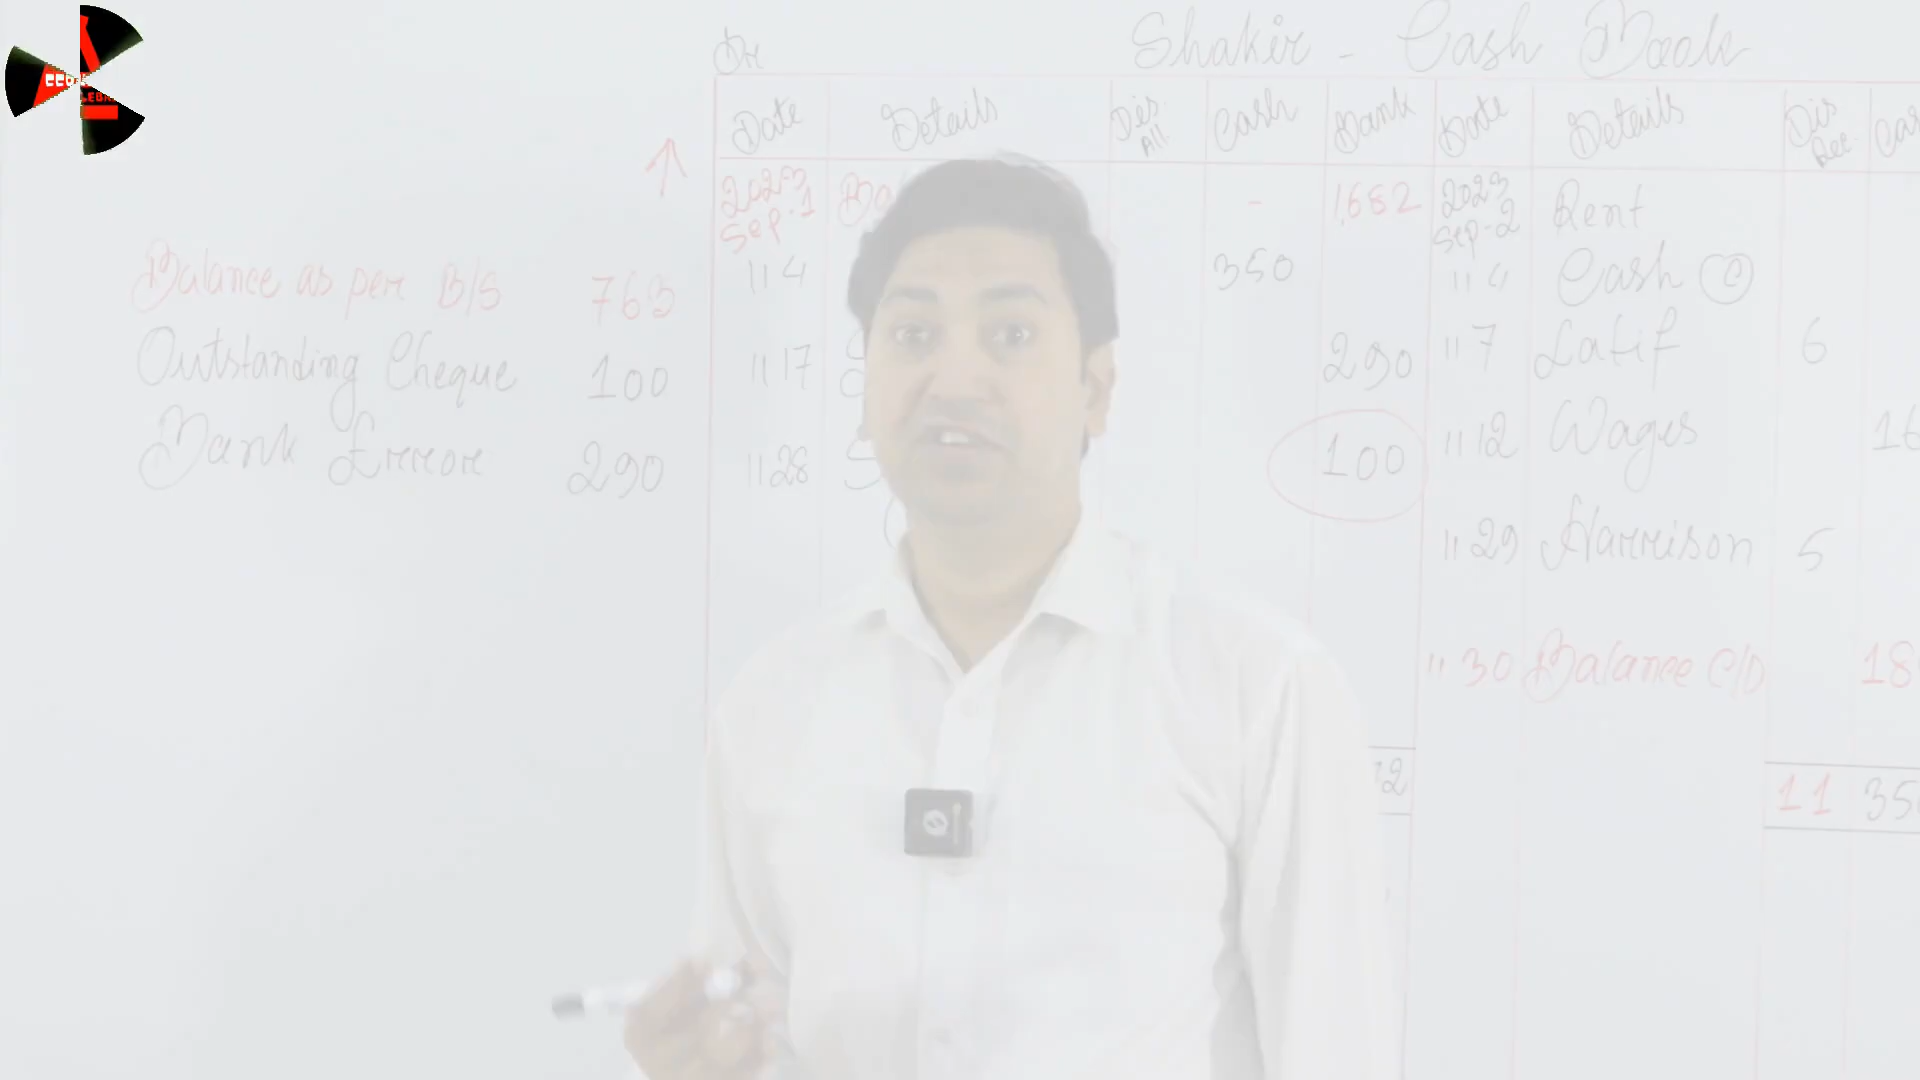 Dr Shakir - Cash Book
Date Details Dis All. Cash Bank Date Details Dis Rec.
2023 Sep. 1 - 1,682 2023 Sep-2 Rent
Balance as per B/S 763 11 4 350 11 4 Cash C
Outstanding Cheque 100 11 17 290 11 7 Latif 6
Bank Error 290 11 28 100 11 12 Wages
11 29 Harrison 5
11 30 Balance C/D 18
11